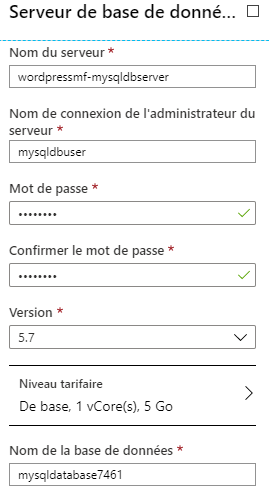 Serveur de base de donné...
Nom du serveur *
wordpressmf-mysqldbserver
Nom de connexion de l'administrateur du
serveur *
mysqldbuser
Mot de passe *
••••••••
Confirmer le mot de passe *
••••••••
Version *
5.7
Niveau tarifaire
De base, 1 vCore(s), 5 Go
Nom de la base de données *
mysqldatabase7461